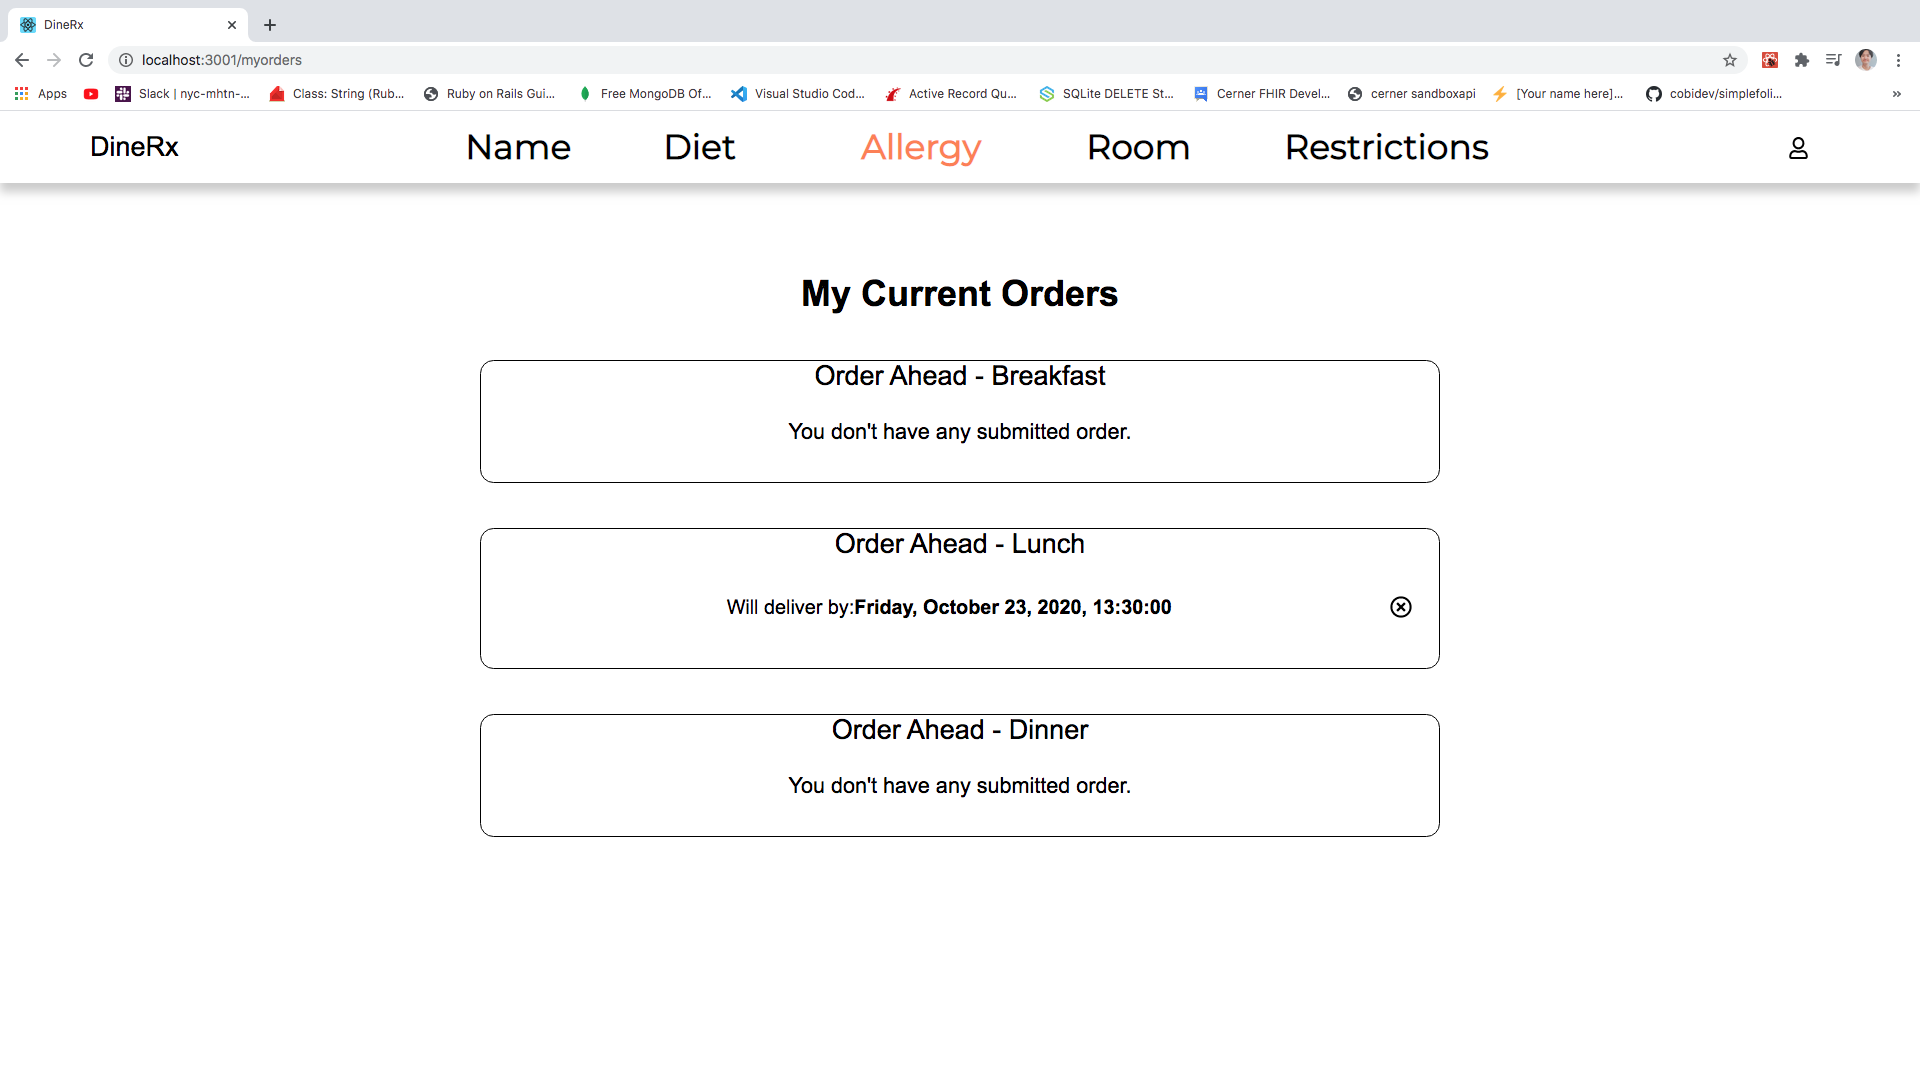 DineRx
localhost:3001/myorders
Apps Slack | nyc-mhtn-... Class: String (Rub... Ruby on Rails Gui... Free MongoDB Of... Visual Studio Cod... Active Record Qu... SQLite DELETE St... Cerner FHIR Devel... cerner sandboxapi [Your name here]... cobidev/simplefoli... »
DineRx Name Diet Allergy Room Restrictions
My Current Orders
Order Ahead - Breakfast
You don't have any submitted order.
Order Ahead - Lunch
Will deliver by:Friday, October 23, 2020, 13:30:00
Order Ahead - Dinner
You don't have any submitted order.